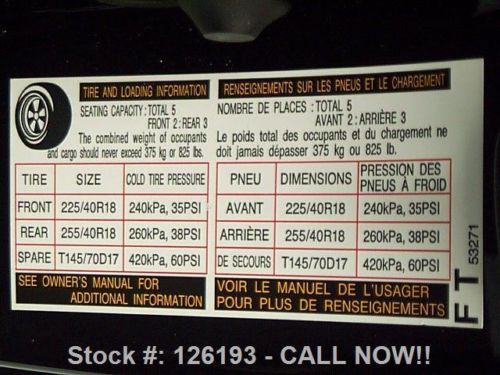 TIRE AND LOADING INFORMATION
SEATING CAPACITY : TOTAL 5
FRONT 2 : REAR 3
The combined weight of occupants
and cargo should never exceed 375 kg or 825 lbs.
TIRE SIZE COLD TIRE PRESSURE
FRONT 225/40R18 240kPa, 35PSI
REAR 255/40R18 260kPa, 38PSI
SPARE T145/70D17 420kPa, 60PSI
SEE OWNER'S MANUAL FOR
ADDITIONAL INFORMATION
RENSEIGNEMENTS SUR LES PNEUS ET LE CHARGEMENT
NOMBRE DE PLACES : TOTAL 5
AVANT 2 : ARRIÈRE 3
Le poids total des occupants et du chargement ne
doit jamais dépasser 375 kg ou 825 lb.
PNEU DIMENSIONS PRESSION DES
PNEUS À FROID
AVANT 225/40R18 240kPa, 35PSI
ARRIÈRE 255/40R18 260kPa, 38PSI
DE SECOURS T145/70D17 420kPa, 60PSI
VOIR LE MANUEL DE L'USAGER
POUR PLUS DE RENSEIGNEMENTS
F T 53271
Stock #: 126193 - CALL NOW!!